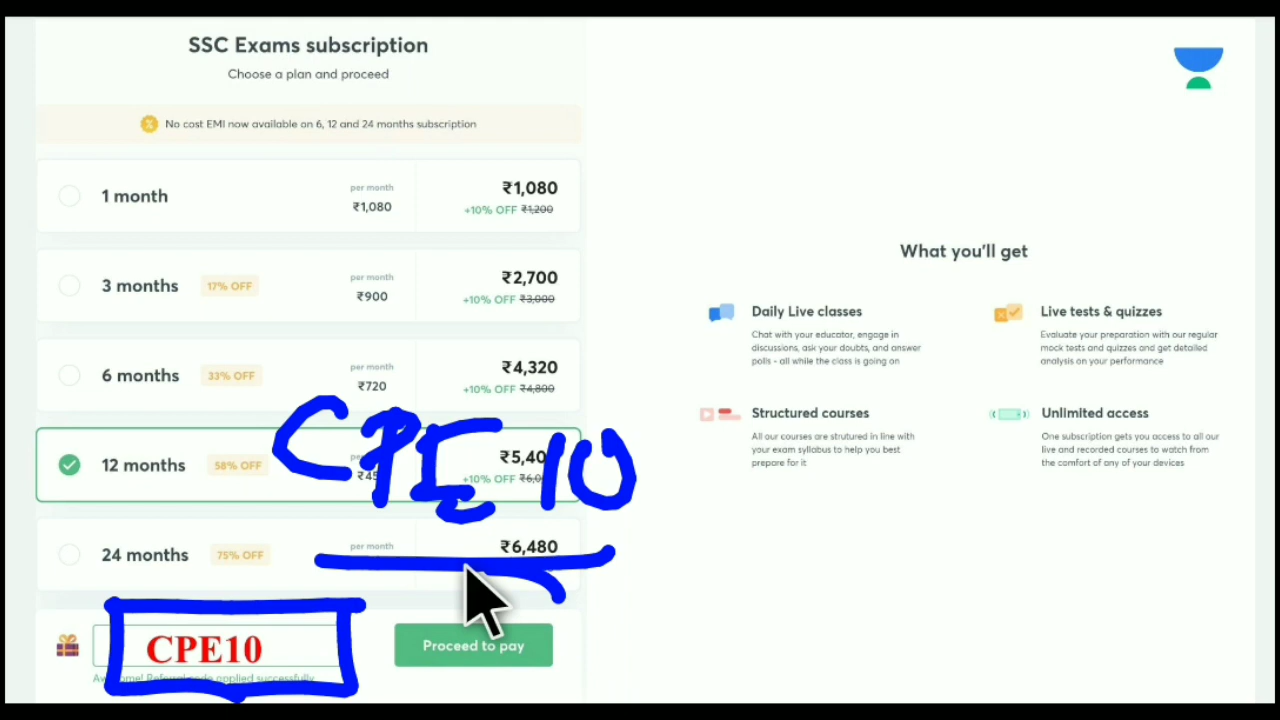 SSC Exams subscription
Choose a plan and proceed
No cost EMI now available on 6, 12 and 24 months subscription
1 month
per month
₹1,080
₹1,080
+10% OFF ₹1,200
3 months 17% OFF
per month
₹900
₹2,700
+10% OFF ₹3,000
6 months 33% OFF
per month
₹720
₹4,320
+10% OFF ₹4,800
12 months 58% OFF
+10% OFF
CPE 10
24 months 75% OFF
per month
₹6,480
CPE10
Referral code applied successfully
Proceed to pay
What you'll get
Daily Live classes
Chat with your educator, engage in
discussions, ask your doubts, and answer
polls - all while the class is going on
Live tests & quizzes
Evaluate your preparation with our regular
mock tests and quizzes and get detailed
analysis on your performance
Structured courses
All our courses are strutured in line with
your exam syllabus to help you best
prepare for it
Unlimited access
One subscription gets you access to all our
live and recorded courses to watch from
the comfort of any of your devices